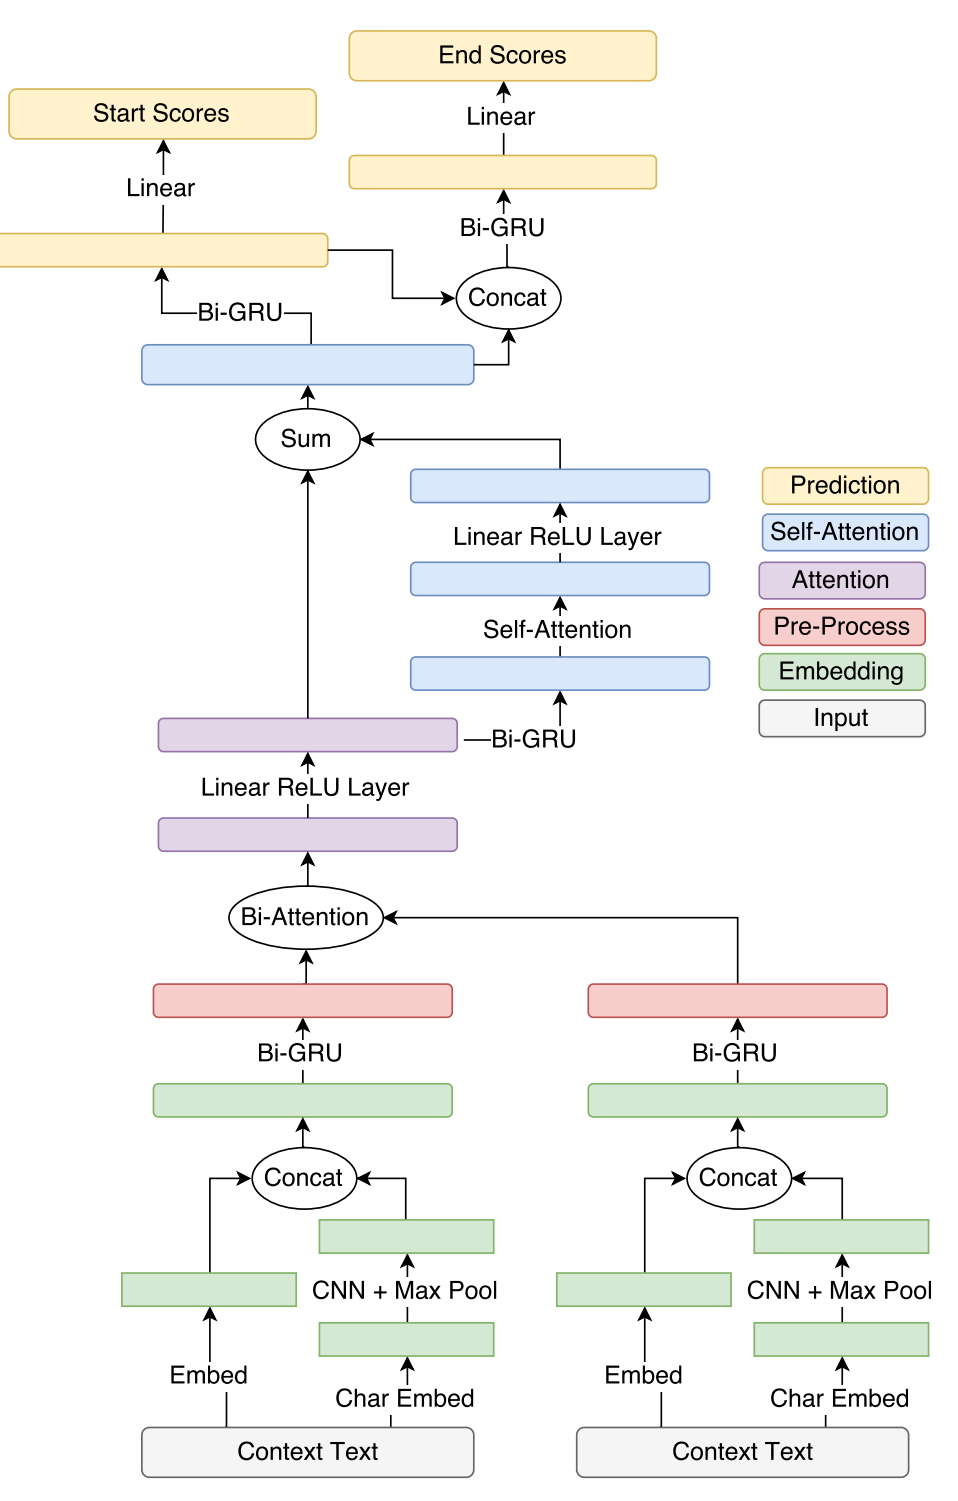 End Scores
Start Scores
Linear
Linear
Bi-GRU
Concat
Bi-GRU
Sum
Prediction
Self-Attention
Linear ReLU Layer
Attention
Self-Attention
Pre-Process
Embedding
Input
Bi-GRU
Linear ReLU Layer
Bi-Attention
Bi-GRU
Bi-GRU
Concat
Concat
CNN + Max Pool
CNN + Max Pool
Embed
Embed
Char Embed
Char Embed
Context Text
Context Text